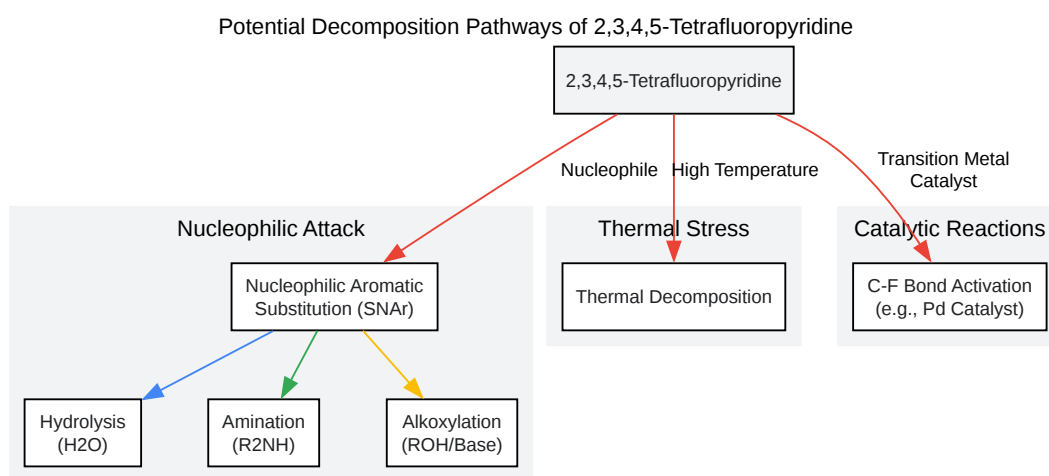 Potential Decomposition Pathways of 2,3,4,5-Tetrafluoropyridine
2,3,4,5-Tetrafluoropyridine
Nucleophile
High Temperature
Transition Metal
Catalyst
Nucleophilic Attack
Thermal Stress
Catalytic Reactions
Nucleophilic Aromatic
Substitution (SNAr)
Thermal Decomposition
C-F Bond Activation
(e.g., Pd Catalyst)
Hydrolysis
(H2O)
Amination
(R2NH)
Alkoxylation
(ROH/Base)